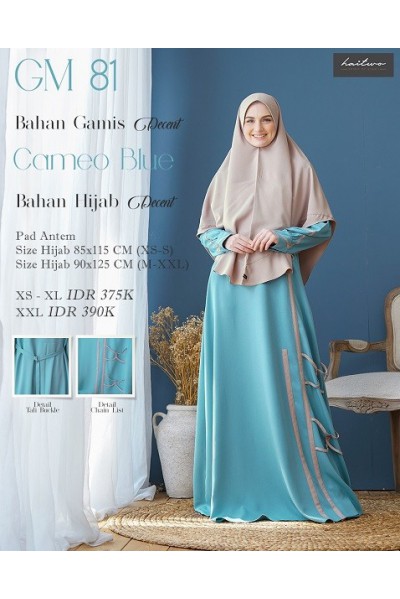 GM 81
hailwo
Bahan Gamis Decent
Cameo Blue
Bahan Hijab Decent
Pad Antem
Size Hijab 85x115 CM (XS-S)
Size Hijab 90x125 CM (M-XXL)
XS - XL IDR 375K
XXL IDR 390K
Detail
Tali Buckle
Detail
Chain List